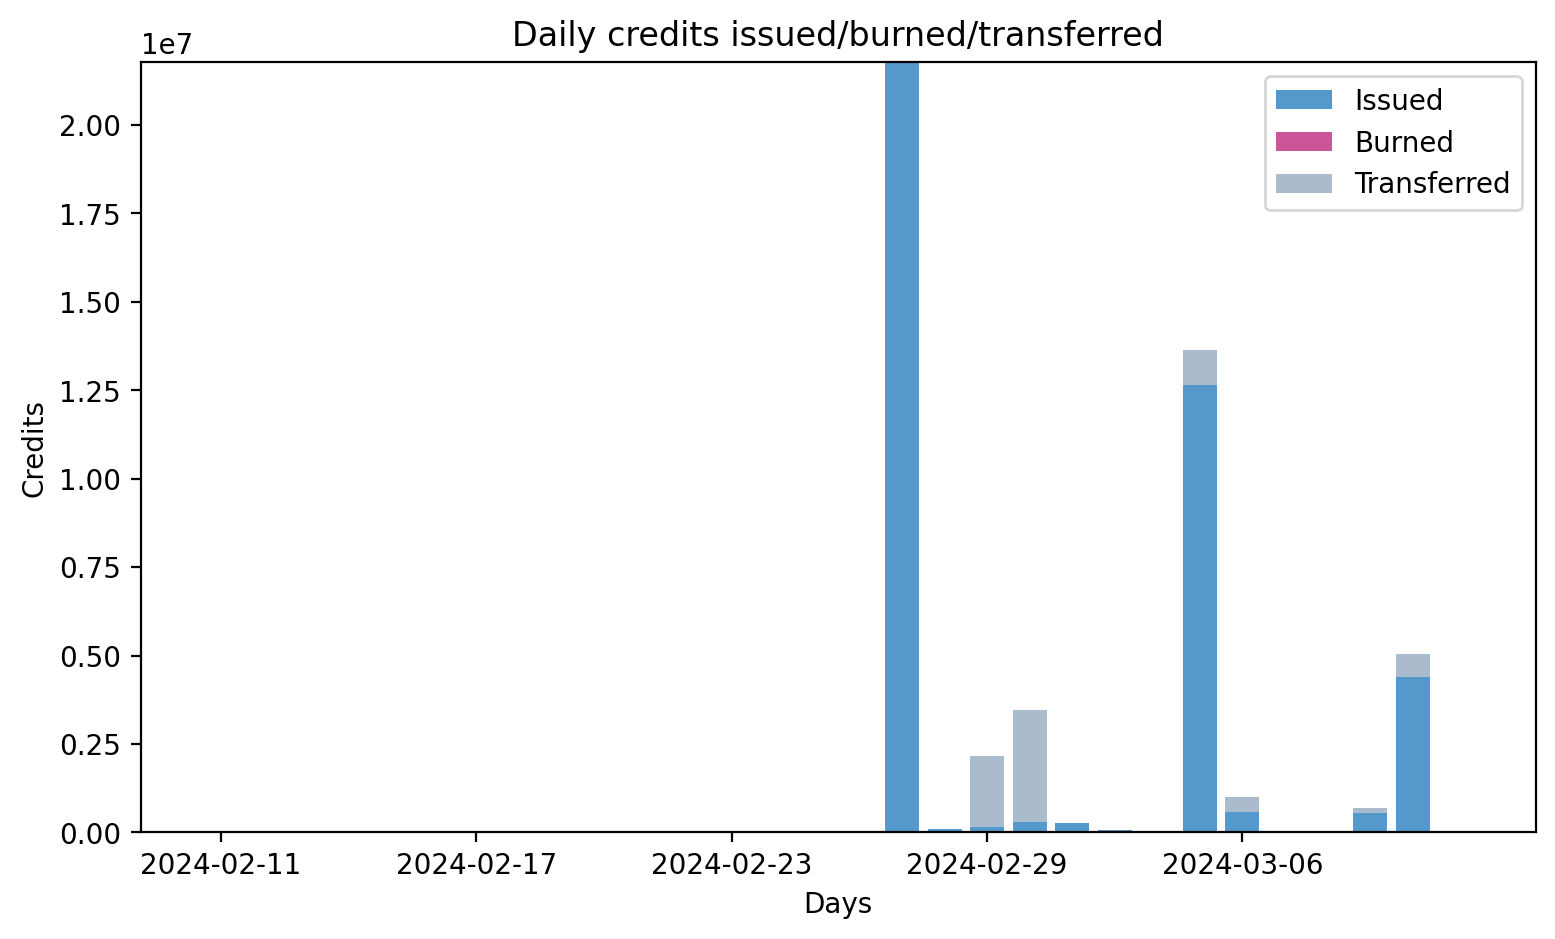 Daily credits issued/burned/transferred
1e7
Issued
Burned
Transferred
2.00
1.75
1.50
1.25
1.00
0.75
0.50
0.25
0.00
Credits
2024-02-11
2024-02-17
2024-02-23
2024-02-29
2024-03-06
Days